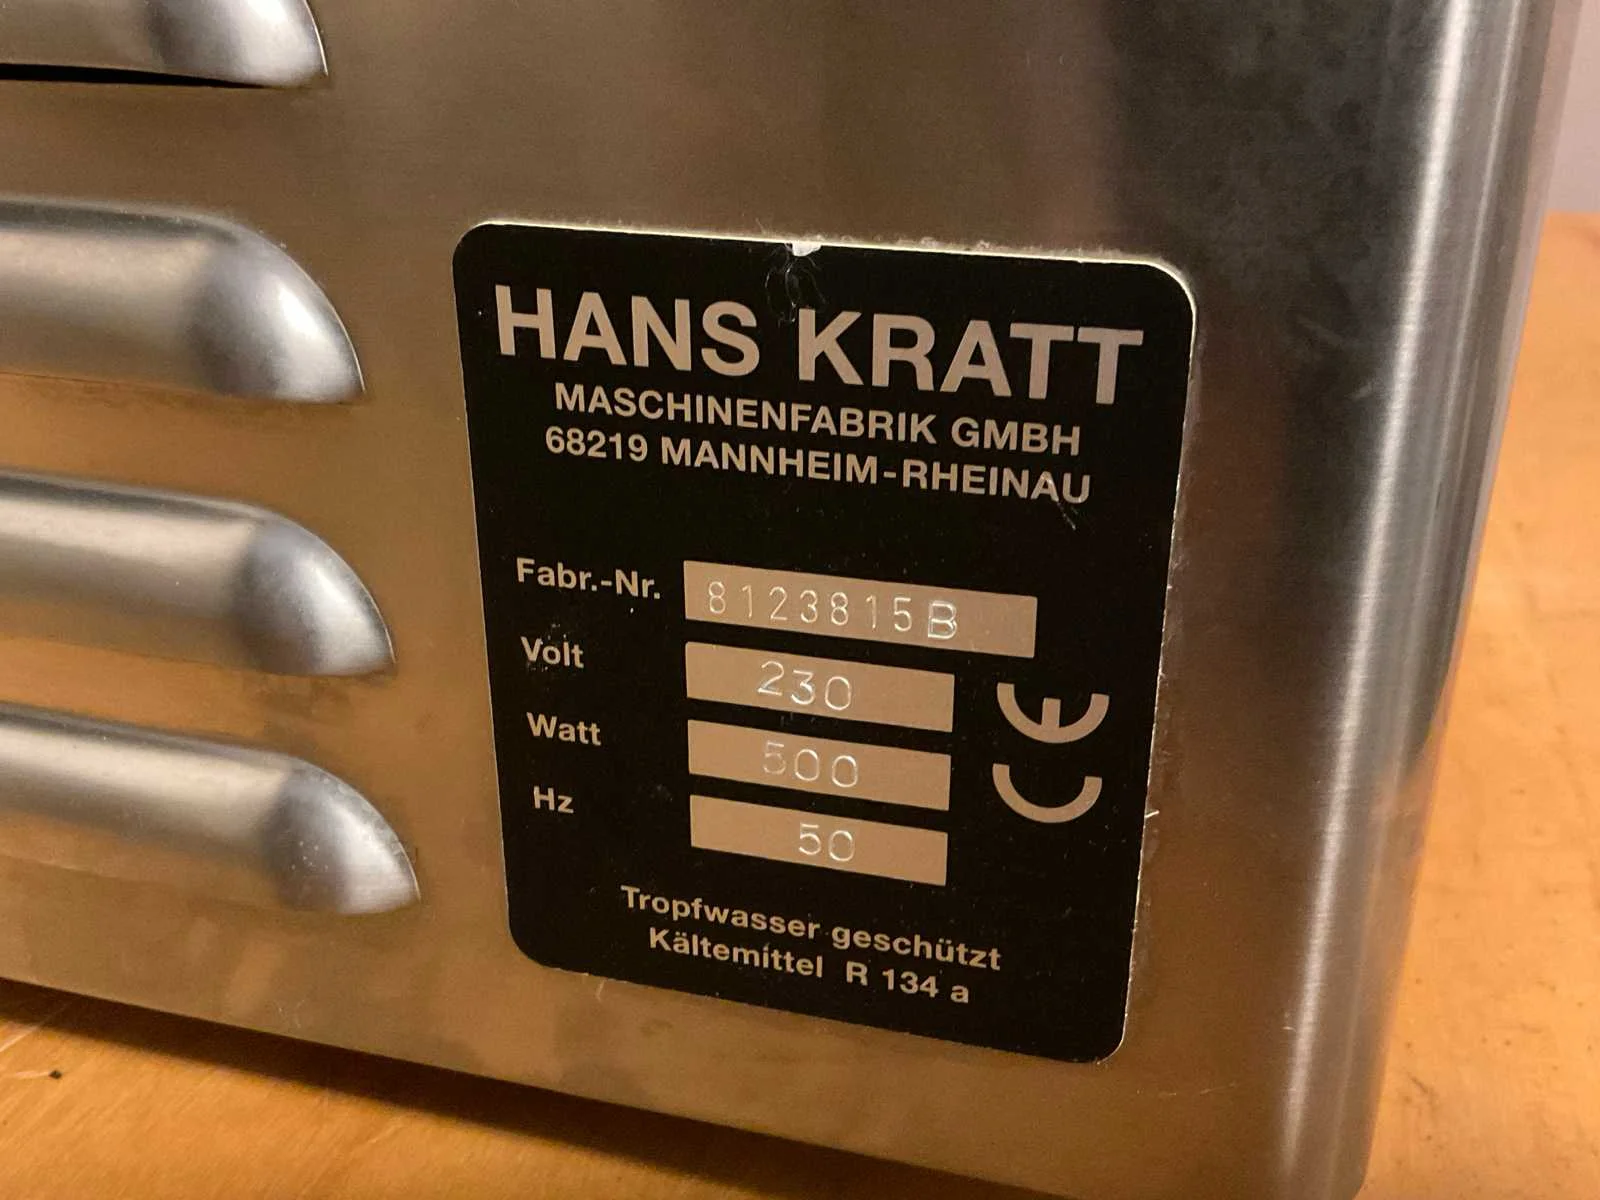 HANS KRATT
MASCHINENFABRIK GMBH
68219 MANNHEIM-RHEINAU
Fabr.-Nr. 8123815B
Volt 230
Watt 500
Hz 50
CE
Tropfwasser geschützt
Kältemittel R 134 a